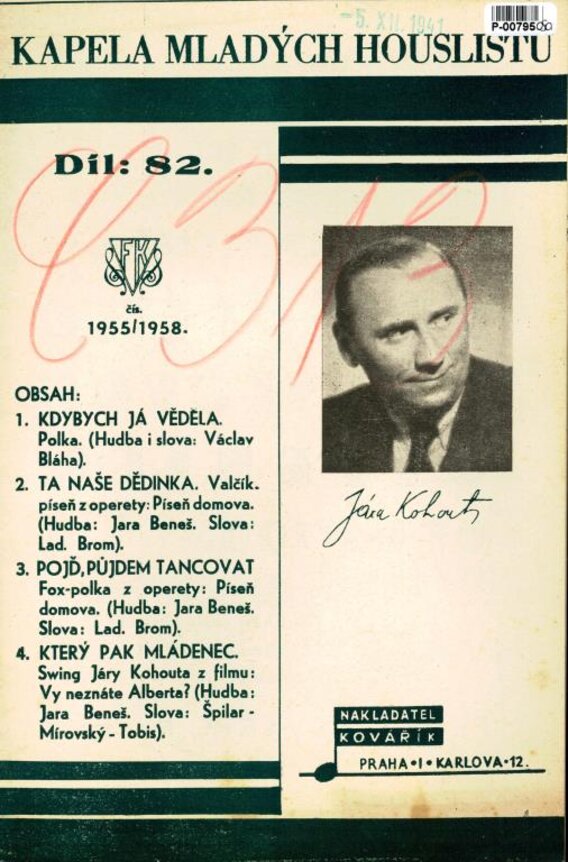 -5. XII. 1941
P-00795
KAPELA MLADÝCH HOUSLISTŮ
Díl: 82.
FKV
čís.
1955/1958.
OBSAH:
1. KDYBYCH JÁ VĚDĚLA.
Polka. (Hudba i slova: Václav
Bláha).
2. TA NAŠE DĚDINKA. Valčík.
píseň z operety: Píseň domova.
(Hudba: Jara Beneš. Slova:
Lad. Brom).
3. POJĎ, PŮJDEM TANCOVAT
Fox-polka z operety: Píseň
domova. (Hudba: Jara Beneš.
Slova: Lad. Brom).
4. KTERÝ PAK MLÁDENEC.
Swing Járy Kohouta z filmu:
Vy neznáte Alberta? (Hudba:
Jara Beneš. Slova: Špilar -
Mírovský - Tobis).
Jára Kohout
NAKLADATEL
KOVÁŘÍK
PRAHA • I • KARLOVA • 12.